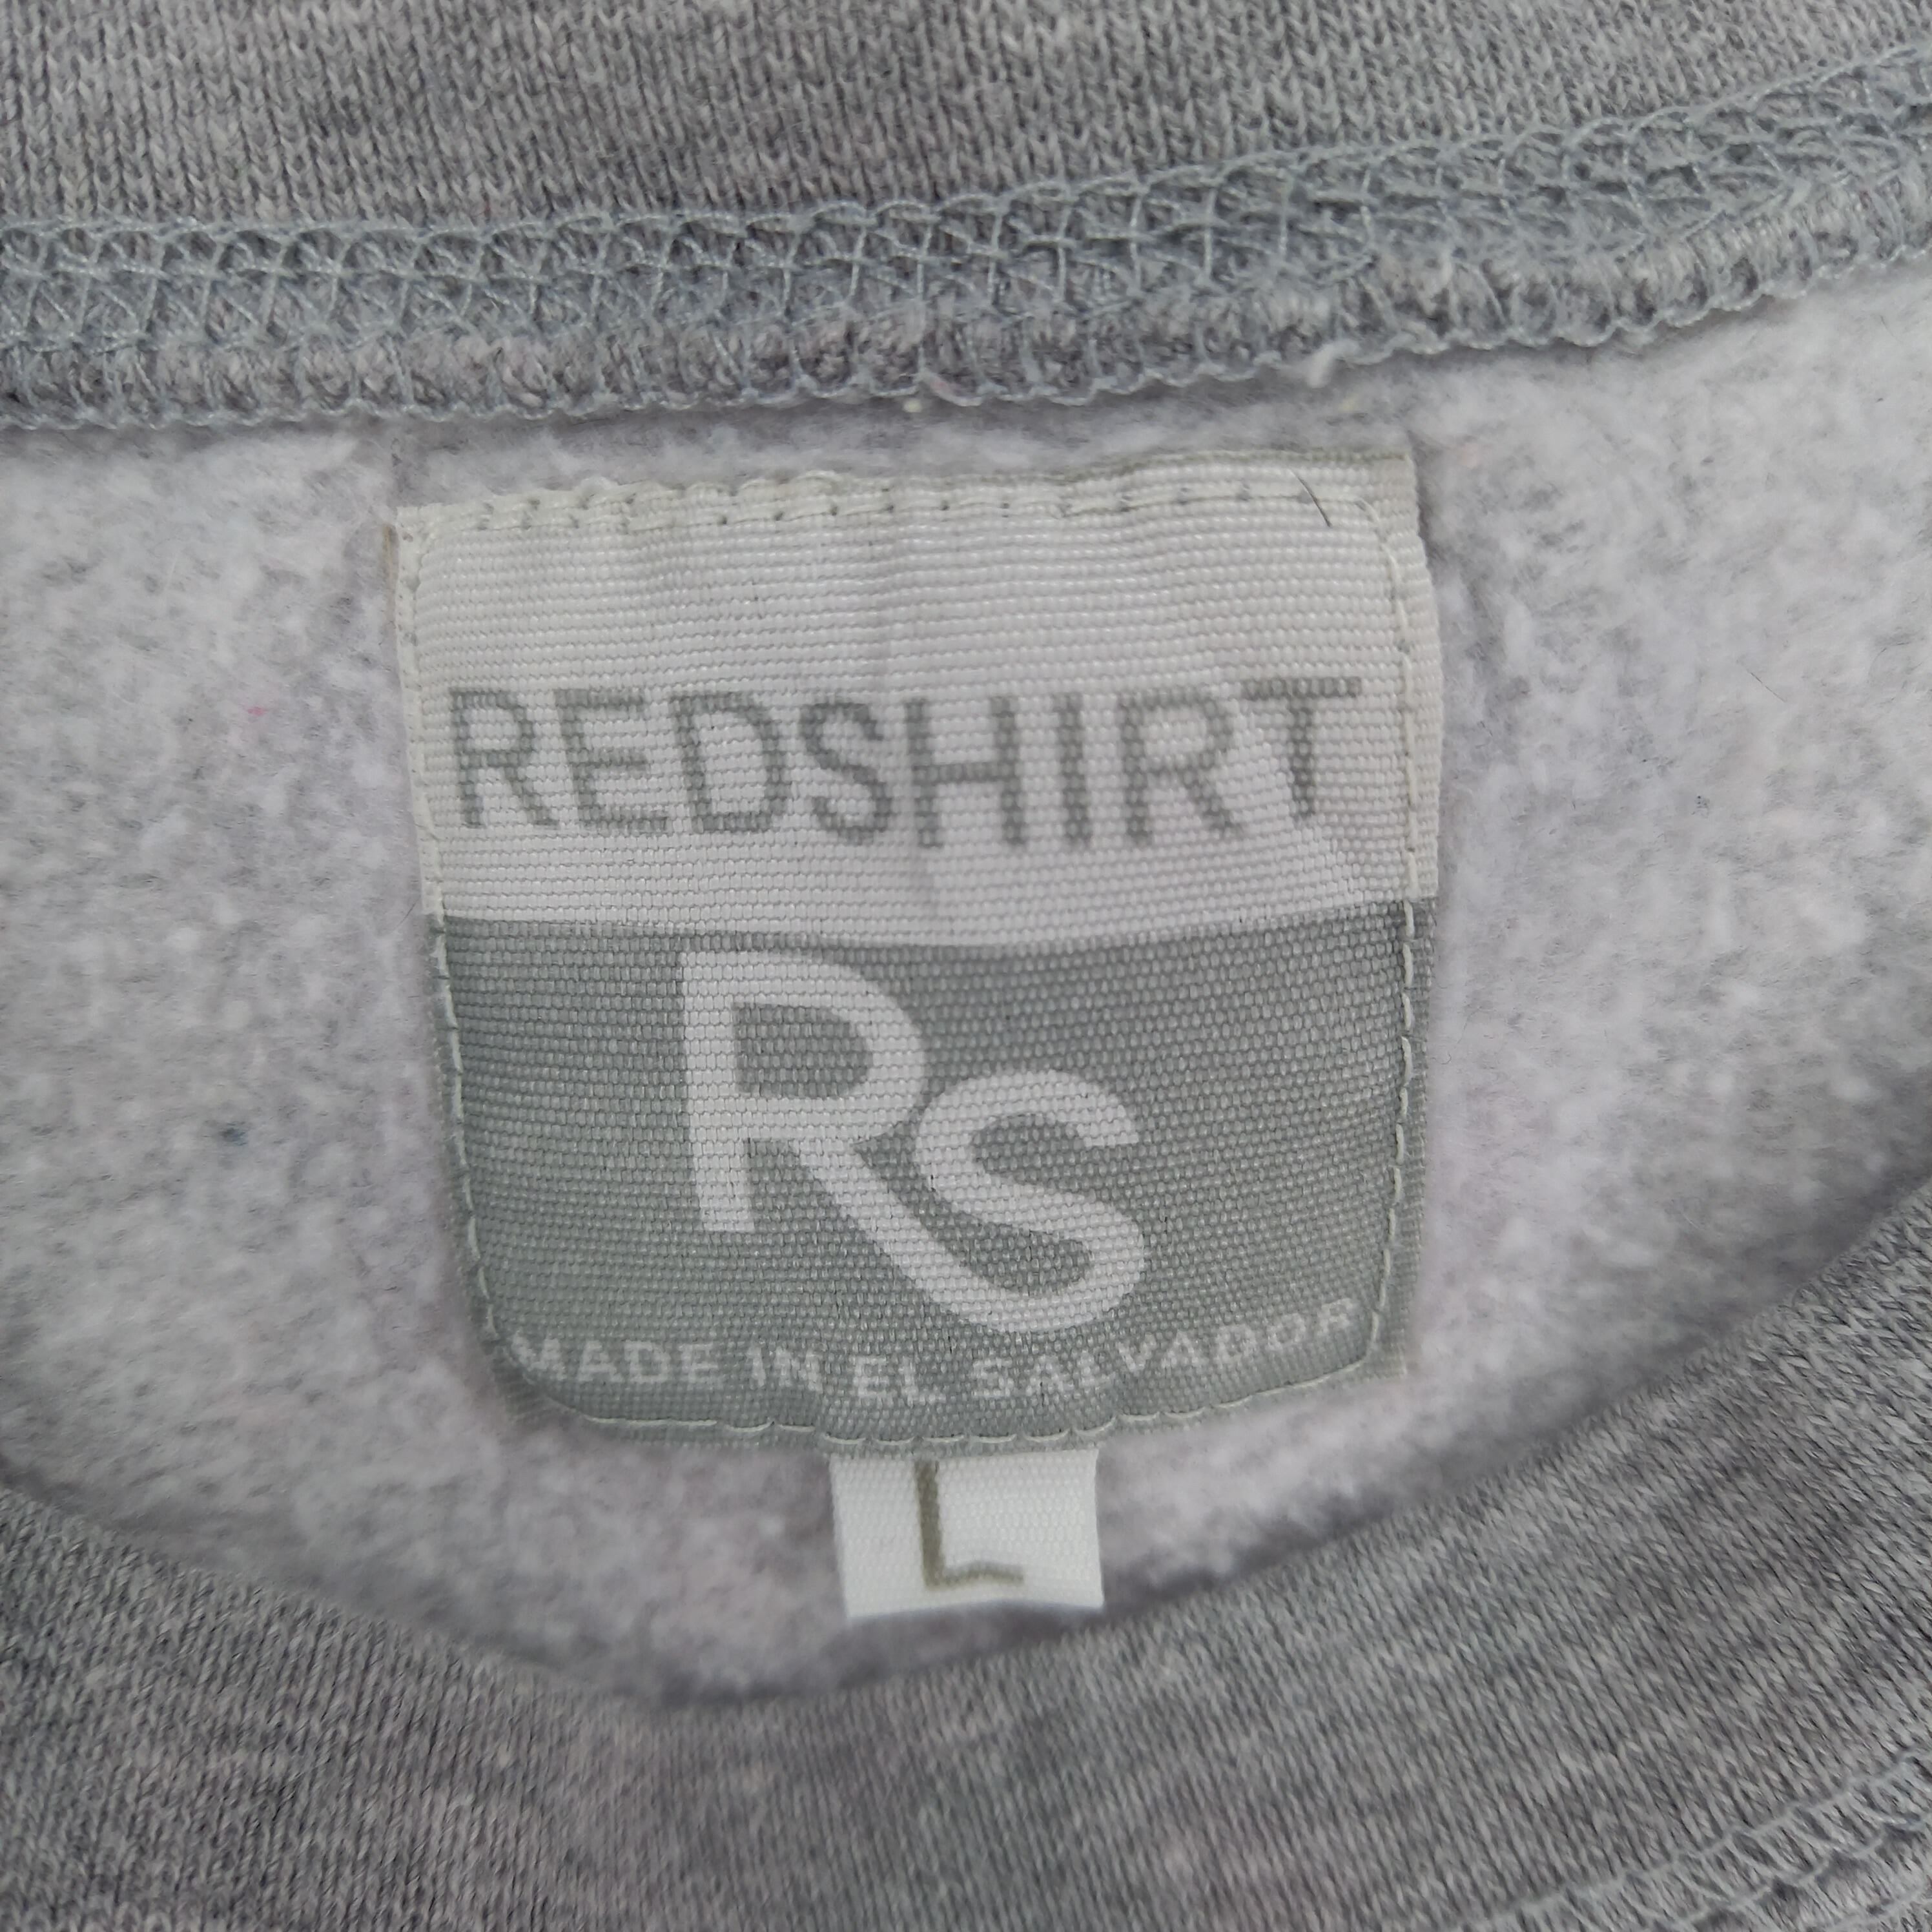 REDSHIRT
RS
MADE IN EL SALVADOR
L